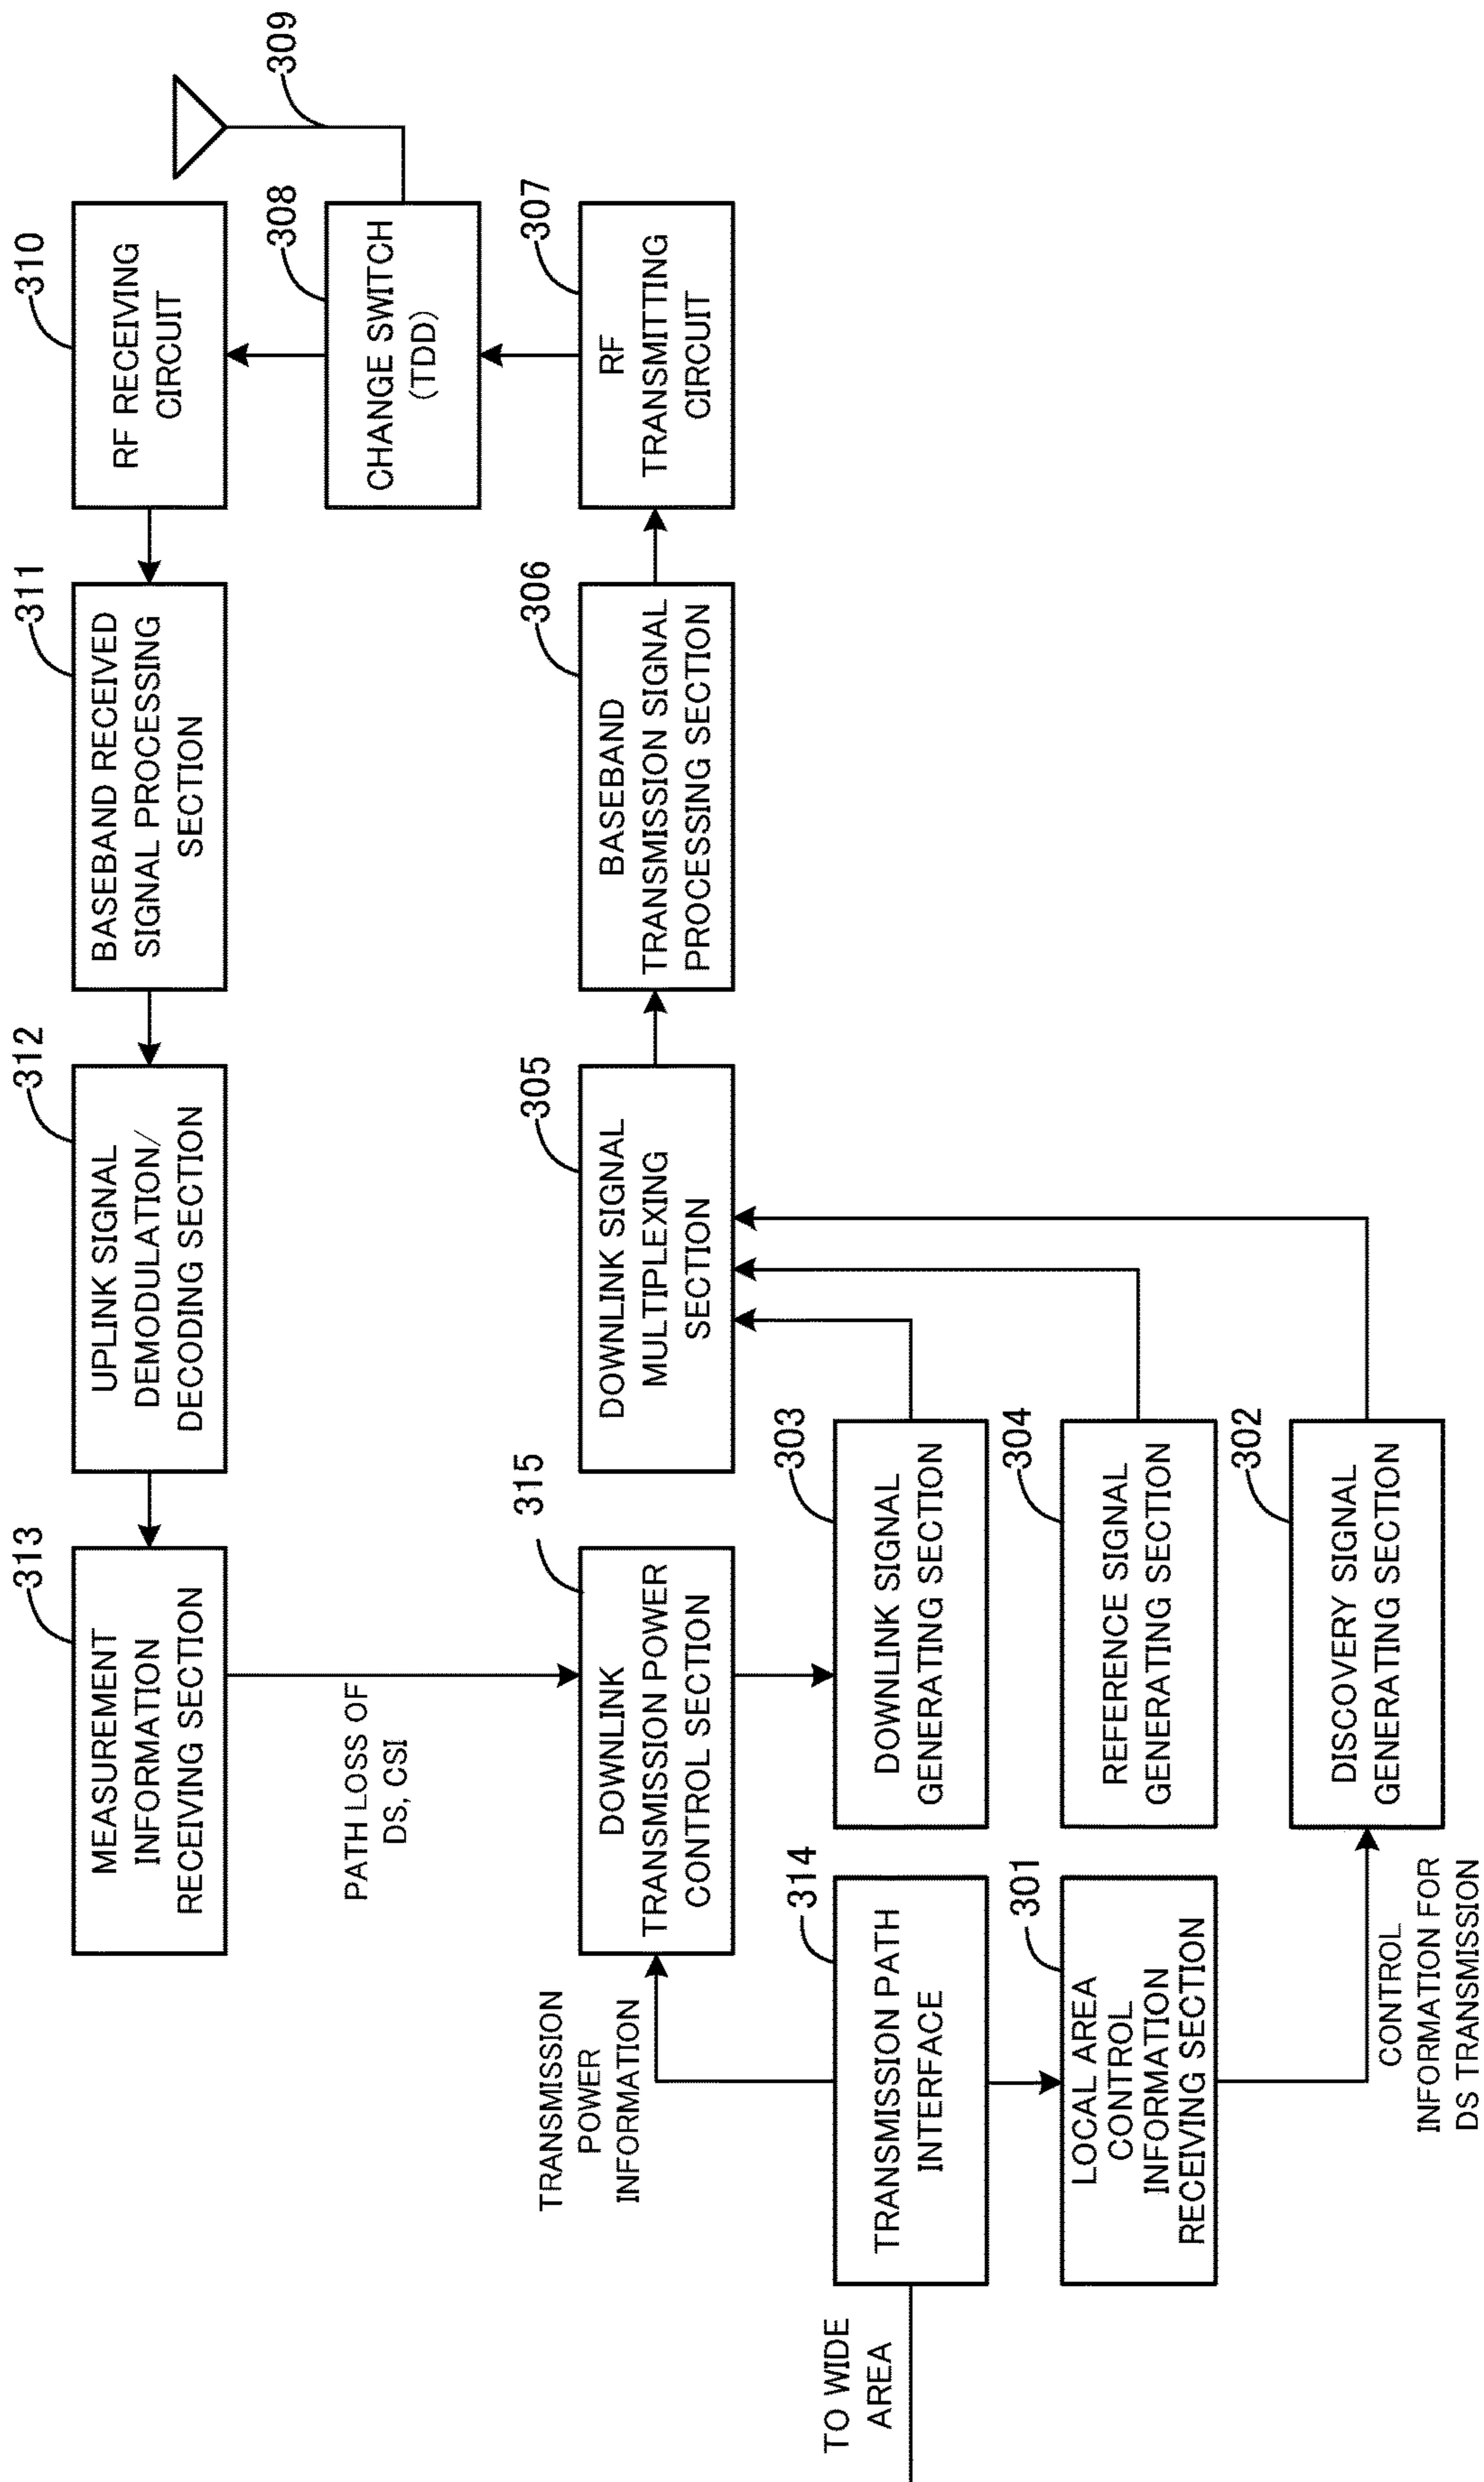 313
MEASUREMENT
INFORMATION
RECEIVING SECTION
312
UPLINK SIGNAL
DEMODULATION/
DECODING SECTION
311
BASEBAND RECEIVED
SIGNAL PROCESSING
SECTION
310
RF RECEIVING
CIRCUIT
309
PATH LOSS OF
DS, CSI
308
CHANGE SWITCH
(TDD)
TRANSMISSION
POWER
INFORMATION
315
DOWNLINK
TRANSMISSION POWER
CONTROL SECTION
305
DOWNLINK SIGNAL
MULTIPLEXING
SECTION
306
BASEBAND
TRANSMISSION SIGNAL
PROCESSING SECTION
307
RF
TRANSMITTING
CIRCUIT
TO WIDE
AREA
314
TRANSMISSION PATH
INTERFACE
303
DOWNLINK SIGNAL
GENERATING SECTION
301
LOCAL AREA
CONTROL
INFORMATION
RECEIVING SECTION
304
REFERENCE SIGNAL
GENERATING SECTION
302
DISCOVERY SIGNAL
GENERATING SECTION
CONTROL
INFORMATION FOR
DS TRANSMISSION